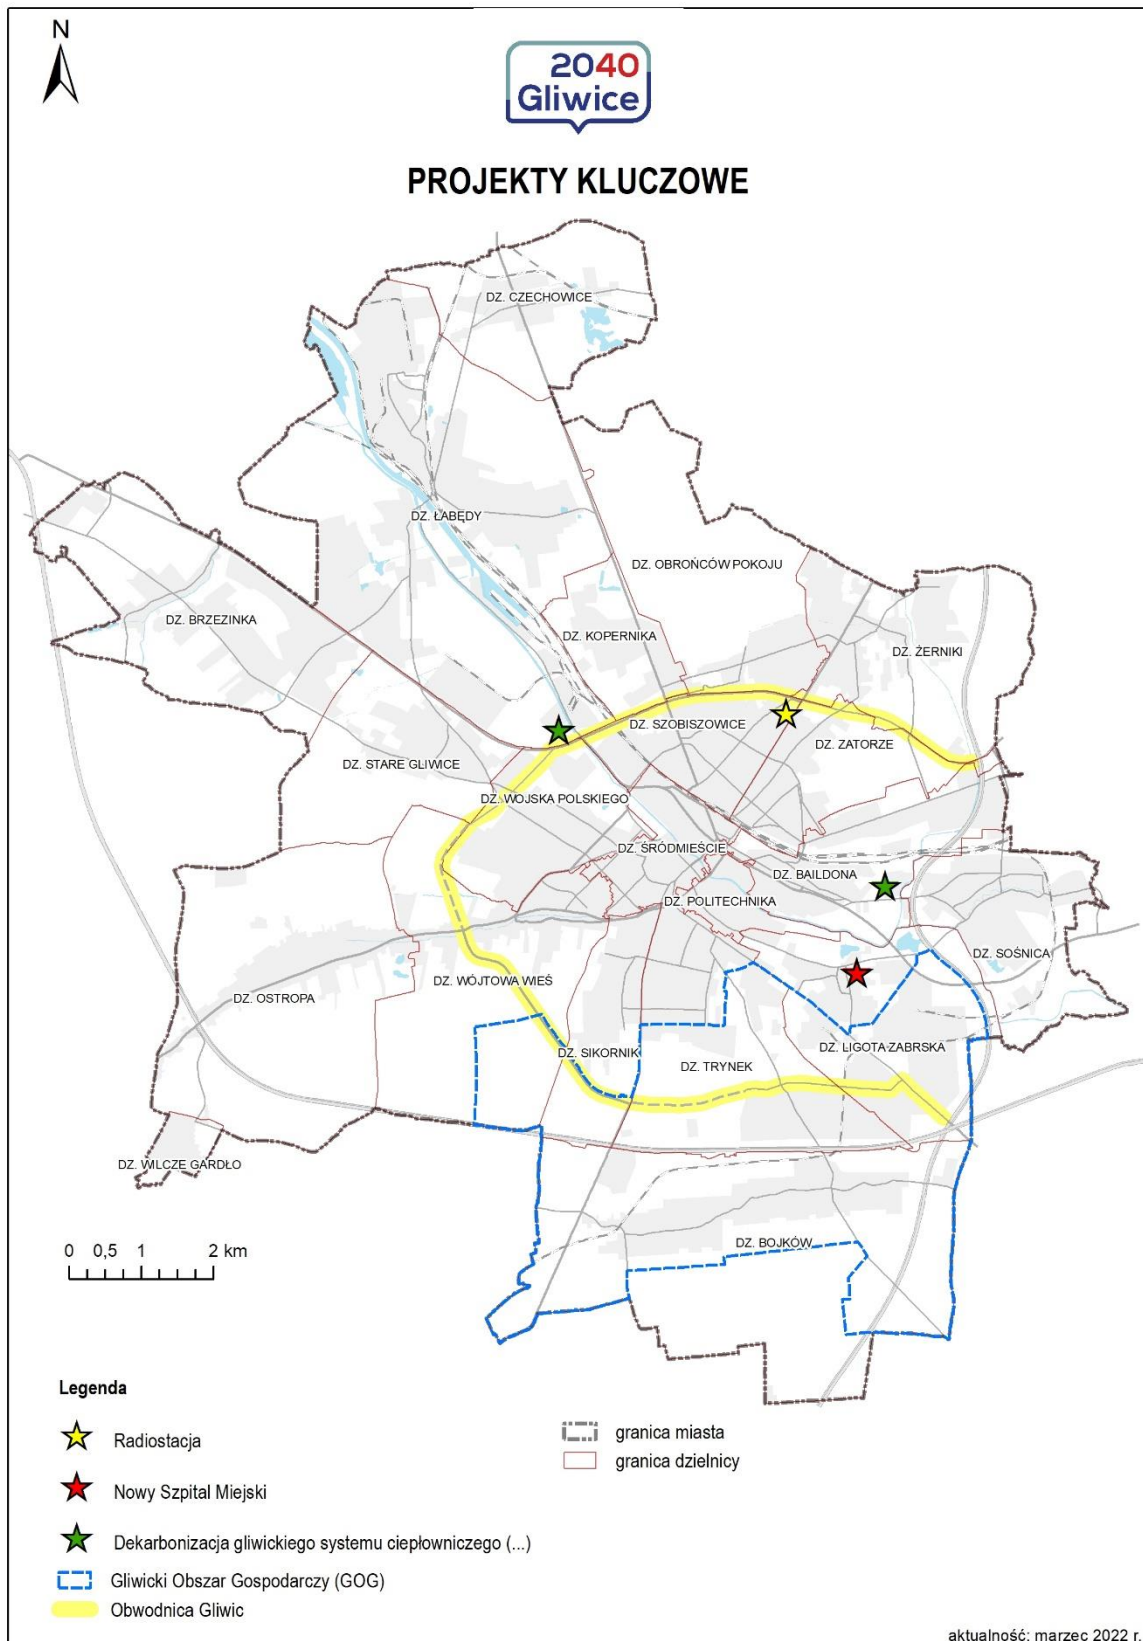 N
2040
Gliwice
PROJEKTY KLUCZOWE
DZ. CZECHOWICE
DZ. ŁABĘDY
DZ. OBROŃCÓW POKOJU
DZ. BRZEZINKA
DZ. KOPERNIKA
DZ. ŻERNIKI
DZ. SZOBISZOWICE
DZ. ZATORZE
DZ. STARE GLIWICE
DZ. WOJSKA POLSKIEGO
DZ. ŚRÓDMIEŚCIE
DZ. BAILDONA
DZ. POLITECHNIKA
DZ. SOŚNICA
DZ. WÓJTOWA WIEŚ
DZ. OSTROPA
DZ. LIGOTA ZABRSKA
DZ. SIKORNIK
DZ. TRYNEK
DZ. WILCZE GARDŁO
DZ. BOJKÓW
0 0,5 1 2 km
Legenda
Radiostacja
Nowy Szpital Miejski
Dekarbonizacja gliwickiego systemu ciepłowniczego (...)
Gliwicki Obszar Gospodarczy (GOG)
Obwodnica Gliwic
granica miasta
granica dzielnicy
aktualność: marzec 2022 r.